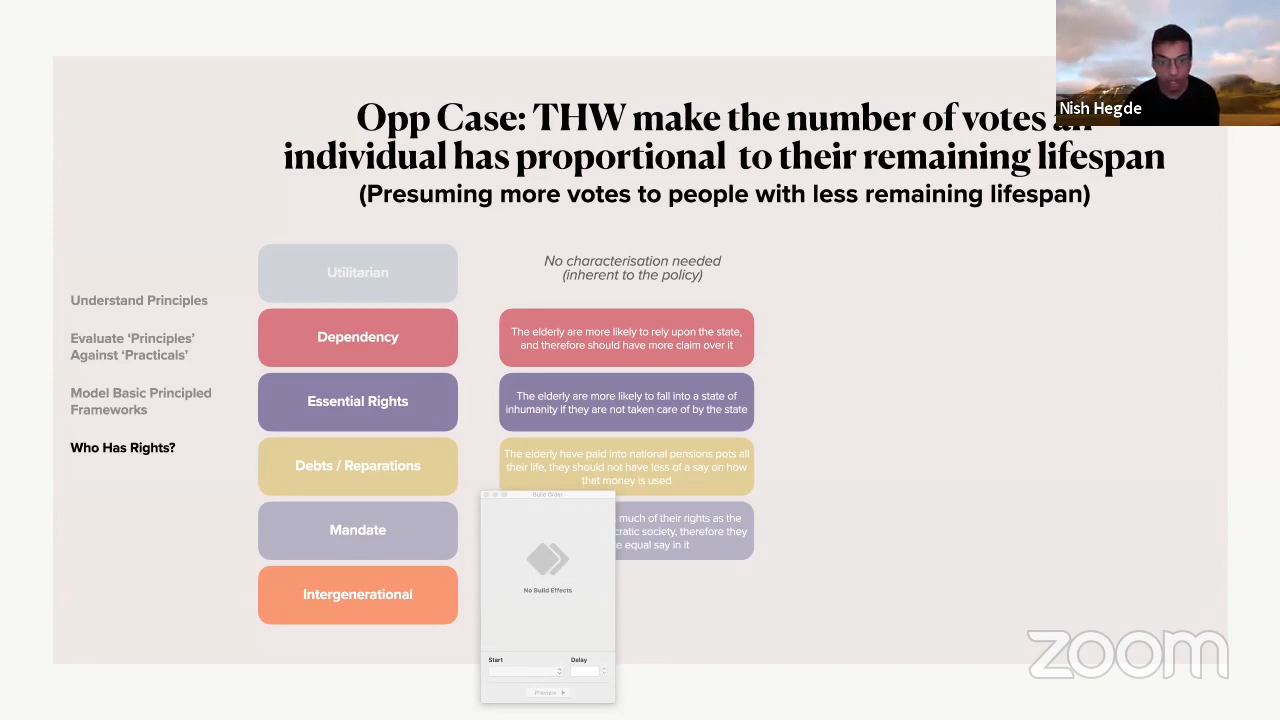 Nish Hegde
Opp Case: THW make the number of votes an
individual has proportional to their remaining lifespan
(Presuming more votes to people with less remaining lifespan)
Understand Principles
Evaluate ‘Principles’
Against ‘Practicals’
Model Basic Principled
Frameworks
Who Has Rights?
Utilitarian
No characterisation needed
(inherent to the policy)
Dependency
The elderly are more likely to rely upon the state,
and therefore should have more claim over it
Essential Rights
The elderly are more likely to fall into a state of
inhumanity if they are not taken care of by the state
Debts / Reparations
The elderly have paid into national pensions pots all
their life, they should not have less of a say on how
that money is used
Mandate
much of their rights as the
cratic society, therefore they
e equal say in it
Intergenerational
Build Order
No Build Effects
Start
Delay
Preview
zoom